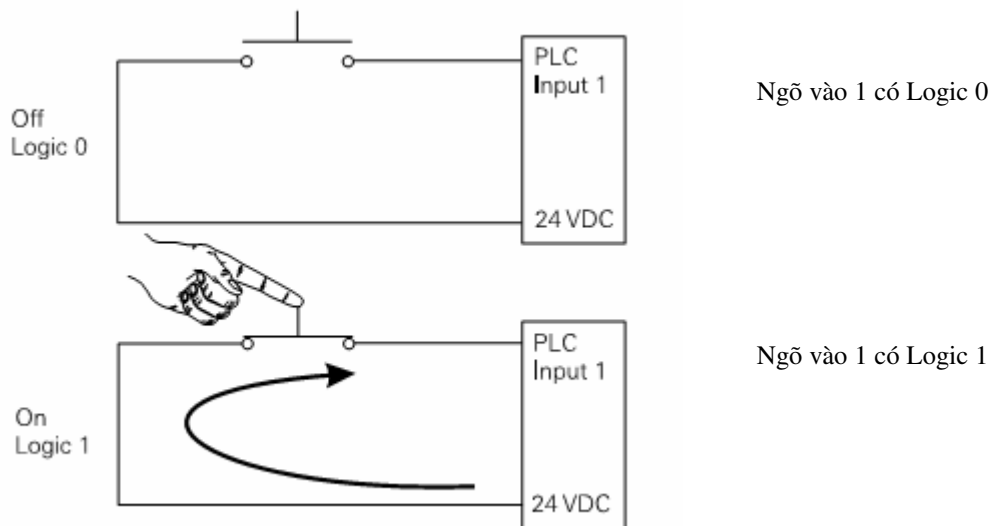 PLC
Input 1
Ngõ vào 1 có Logic 0
Off
Logic 0
24 VDC
PLC
Input 1
Ngõ vào 1 có Logic 1
On
Logic 1
24 VDC